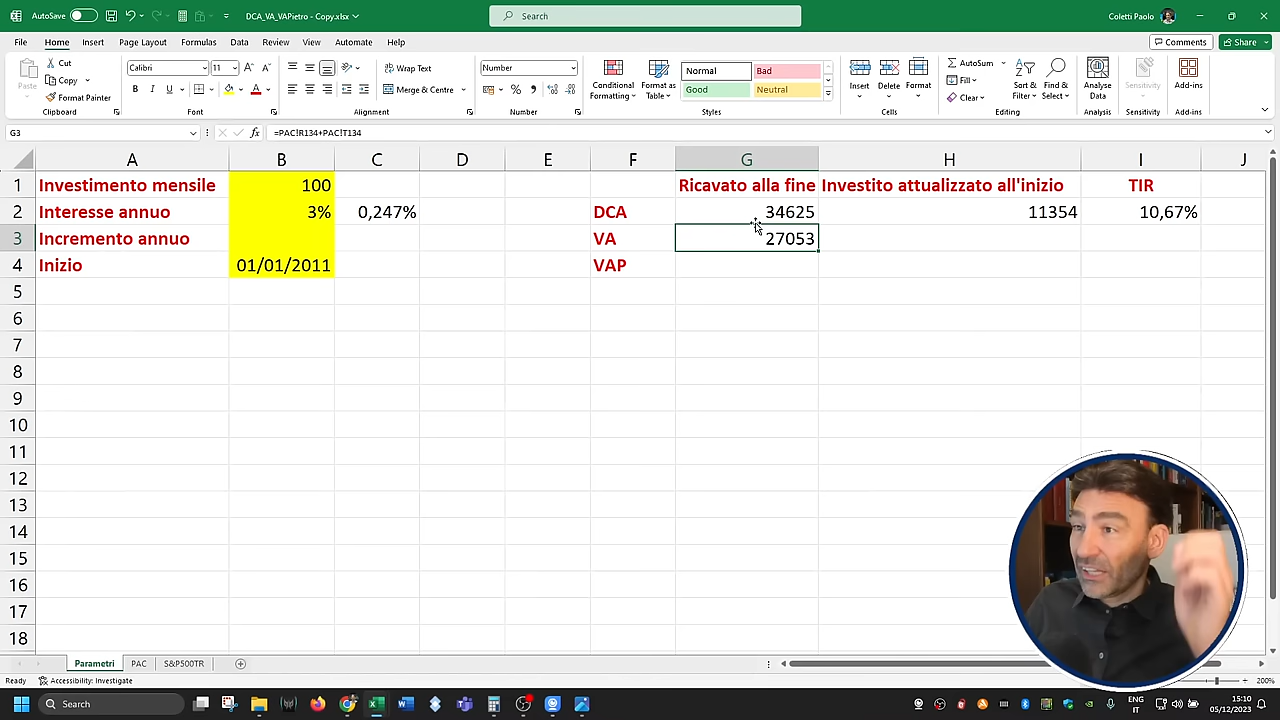 AutoSave
DCA_VA_VAPietro - Copy.xlsx
Search
Coletti Paolo
File Home Insert Page Layout Formulas Data Review View Automate Help
Comments
Share
Paste
Cut
Copy
Format Painter
Clipboard
Calibri 11
B I U
Font
Wrap Text
Merge & Centre
Alignment
Number
Number
Conditional Formatting
Format as Table
Normal Bad
Good Neutral
Styles
Insert Delete Format
Cells
AutoSum
Fill
Clear
Sort & Filter
Find & Select
Editing
Analyse Data
Analysis
Sensitivity
Sensitivity
Add-ins
Add-ins
G3 =PAC!R134+PAC!T134
A B C D E F G H I J
1 Investimento mensile 100 Ricavato alla fine Investito attualizzato all'inizio TIR
2 Interesse annuo 3% 0,247% DCA 34625 11354 10,67%
3 Incremento annuo VA 27053
4 Inizio 01/01/2011 VAP
5
6
7
8
9
10
11
12
13
14
15
16
17
18
Parametri PAC S&P500TR
Ready Accessibility: Investigate
200%
Search
ENG
IT
15:10
05/12/2023